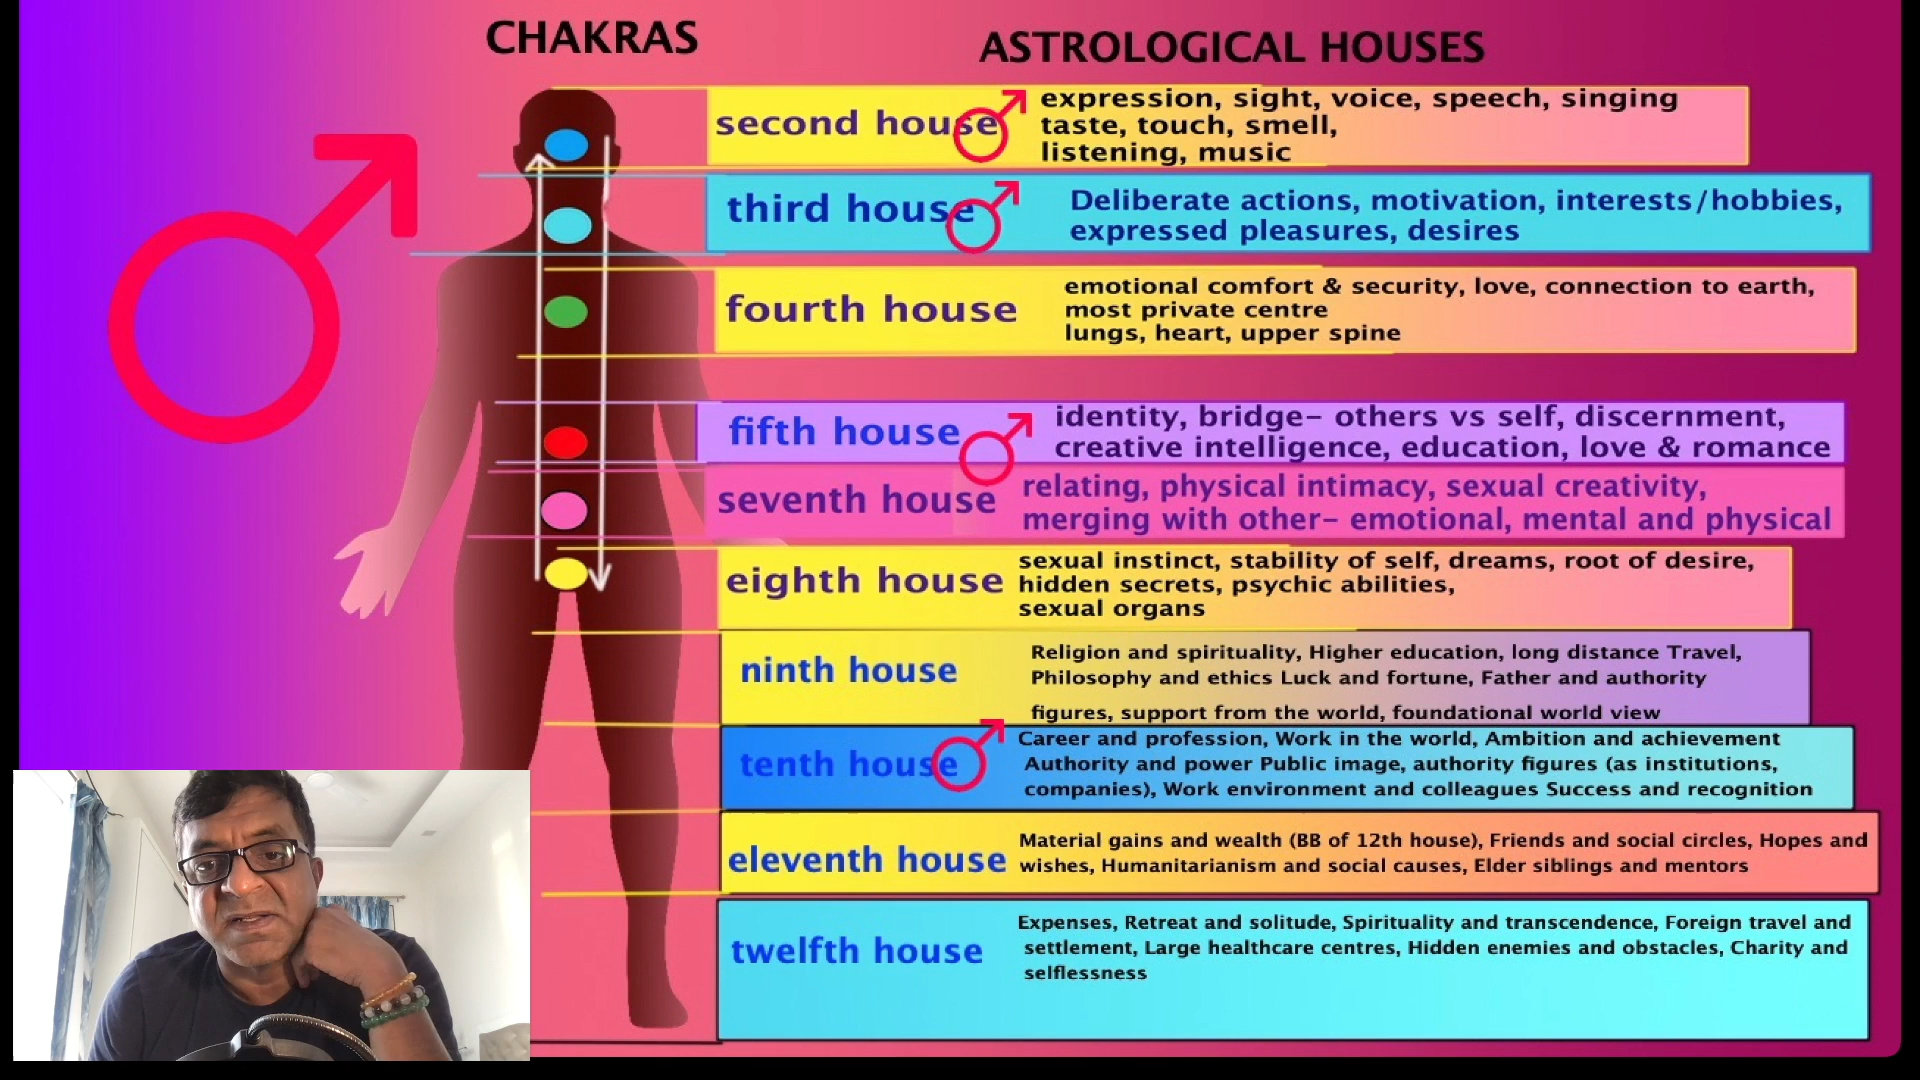 CHAKRAS
ASTROLOGICAL HOUSES
second house
expression, sight, voice, speech, singing
taste, touch, smell,
listening, music
third house
Deliberate actions, motivation, interests/hobbies,
expressed pleasures, desires
fourth house
emotional comfort & security, love, connection to earth,
most private centre
lungs, heart, upper spine
fifth house
identity, bridge- others vs self, discernment,
creative intelligence, education, love & romance
seventh house
relating, physical intimacy, sexual creativity,
merging with other- emotional, mental and physical
eighth house
sexual instinct, stability of self, dreams, root of desire,
hidden secrets, psychic abilities,
sexual organs
ninth house
Religion and spirituality, Higher education, long distance Travel,
Philosophy and ethics Luck and fortune, Father and authority
figures, support from the world, foundational world view
tenth house
Career and profession, Work in the world, Ambition and achievement
Authority and power Public image, authority figures (as institutions,
companies), Work environment and colleagues Success and recognition
eleventh house
Material gains and wealth (BB of 12th house), Friends and social circles, Hopes and
wishes, Humanitarianism and social causes, Elder siblings and mentors
twelfth house
Expenses, Retreat and solitude, Spirituality and transcendence, Foreign travel and
settlement, Large healthcare centres, Hidden enemies and obstacles, Charity and
selflessness